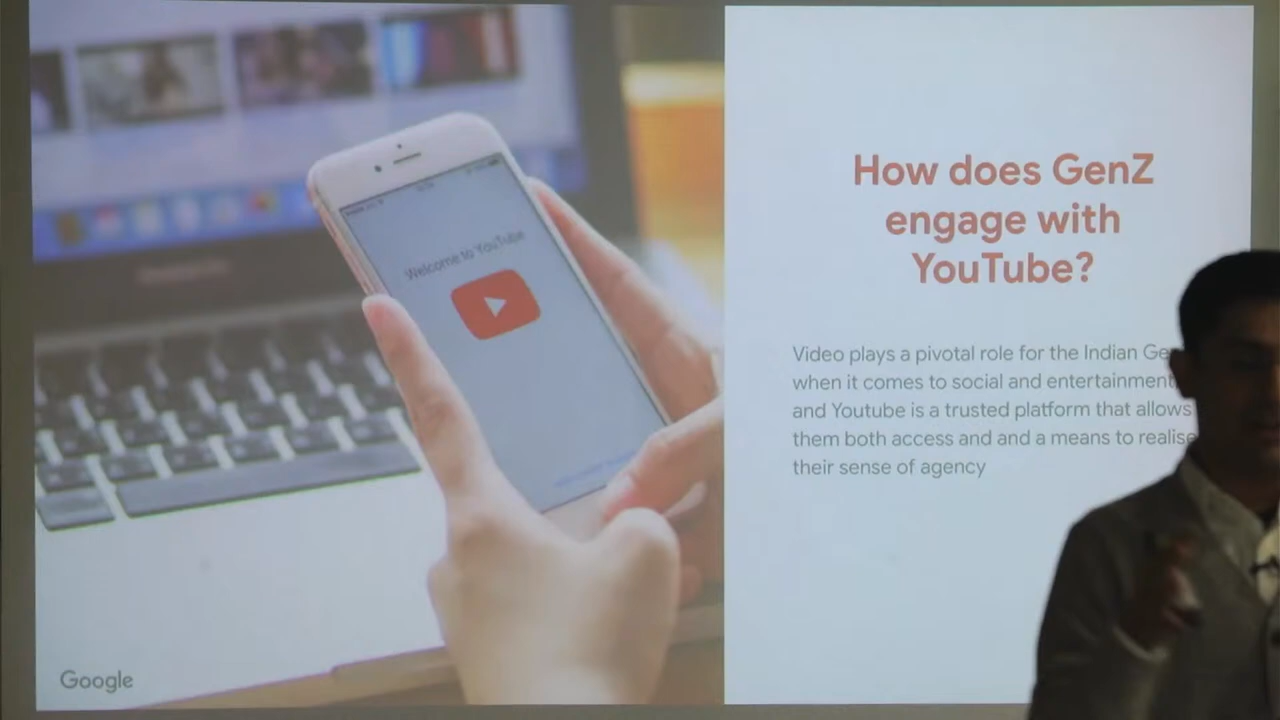 Welcome to YouTube
How does GenZ
engage with
YouTube?
Video plays a pivotal role for the Indian
when it comes to social and entertainment
and Youtube is a trusted platform that allows
them both access and and a means to realise
their sense of agency
Google